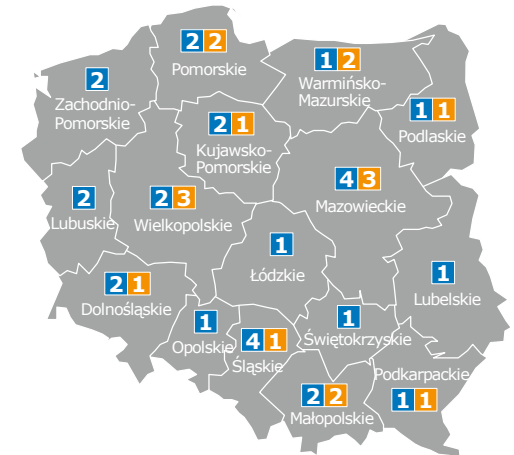 2 2
Pomorskie
1 2
Warmińsko-
Mazurskie
2
Zachodnio-
Pomorskie
1 1
Podlaskie
2 1
Kujawsko-
Pomorskie
4 3
Mazowieckie
2
Lubuskie
2 3
Wielkopolskie
1
Łódzkie
1
Lubelskie
2 1
Dolnośląskie
1
Opolskie
4 1
Śląskie
1
Świętokrzyskie
Podkarpackie
1 1
2 2
Małopolskie